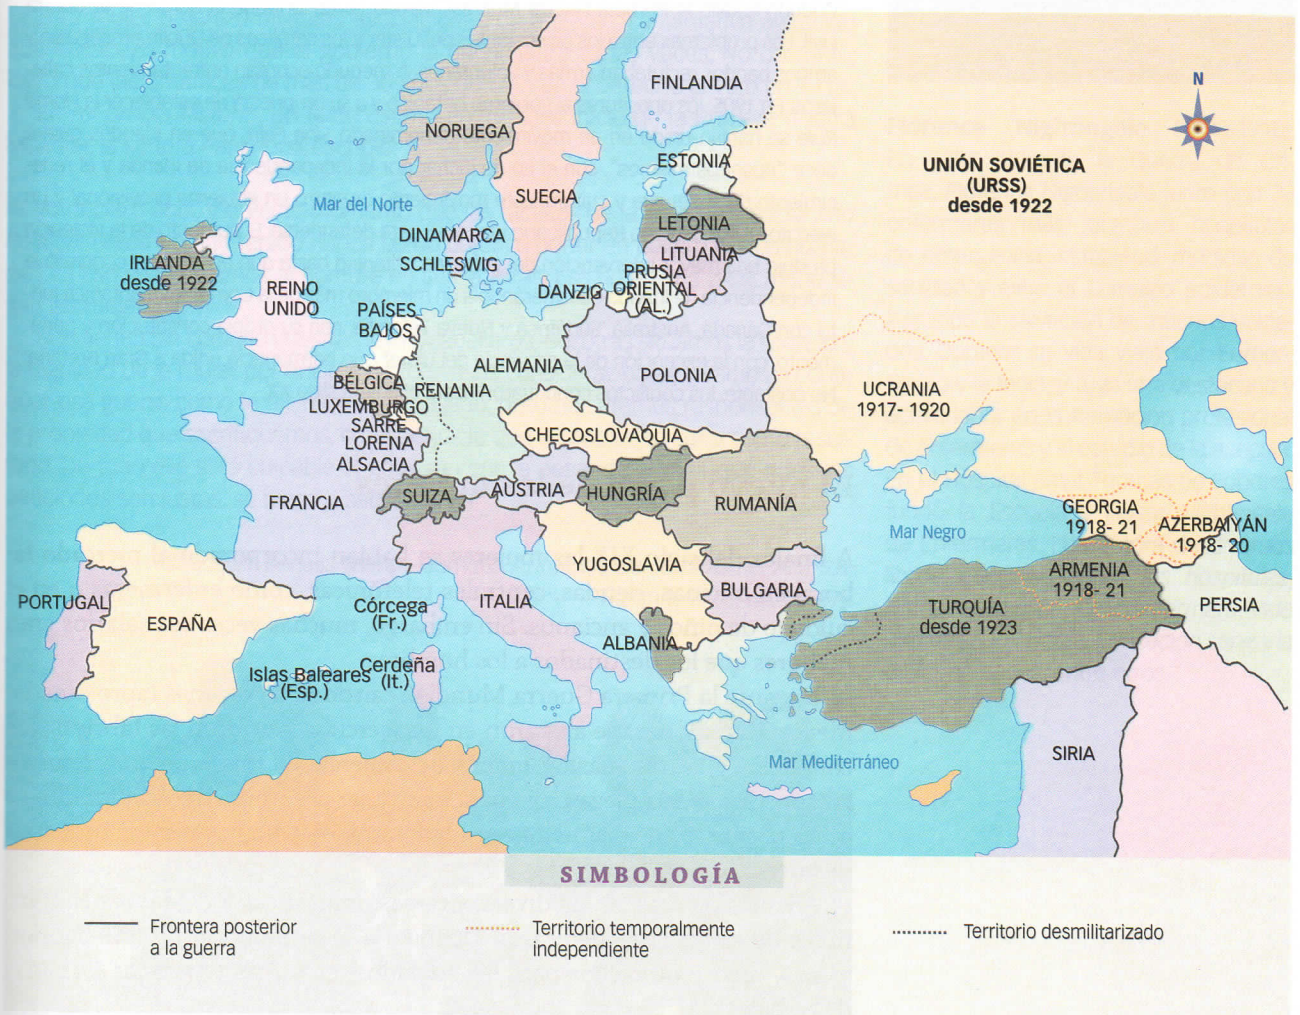 FINLANDIA
N
NORUEGA
ESTONIA
UNIÓN SOVIÉTICA
(URSS)
desde 1922
SUECIA
Mar del Norte
LETONIA
DINAMARCA
LITUANIA
SCHLESWIG
IRLANDA
desde 1922
PRUSIA
ORIENTAL
(AL.)
DANZIG
REINO
UNIDO
PAÍSES
BAJOS
ALEMANIA
POLONIA
BÉLGICA
RENANIA
UCRANIA
1917- 1920
LUXEMBURGO
SARRE
LORENA
ALSACIA
CHECOSLOVAQUIA
FRANCIA
SUIZA
AUSTRIA
HUNGRÍA
RUMANÍA
Mar Negro
GEORGIA
1918- 21
AZERBAIYÁN
1918- 20
YUGOSLAVIA
ARMENIA
1918- 21
BULGARIA
PORTUGAL
ESPAÑA
Córcega
(Fr.)
ITALIA
TURQUÍA
desde 1923
PERSIA
ALBANIA
Islas Baleares
(Esp.)
Cerdeña
(It.)
SIRIA
Mar Mediterráneo
SIMBOLOGÍA
Frontera posterior
a la guerra
Territorio temporalmente
independiente
Territorio desmilitarizado